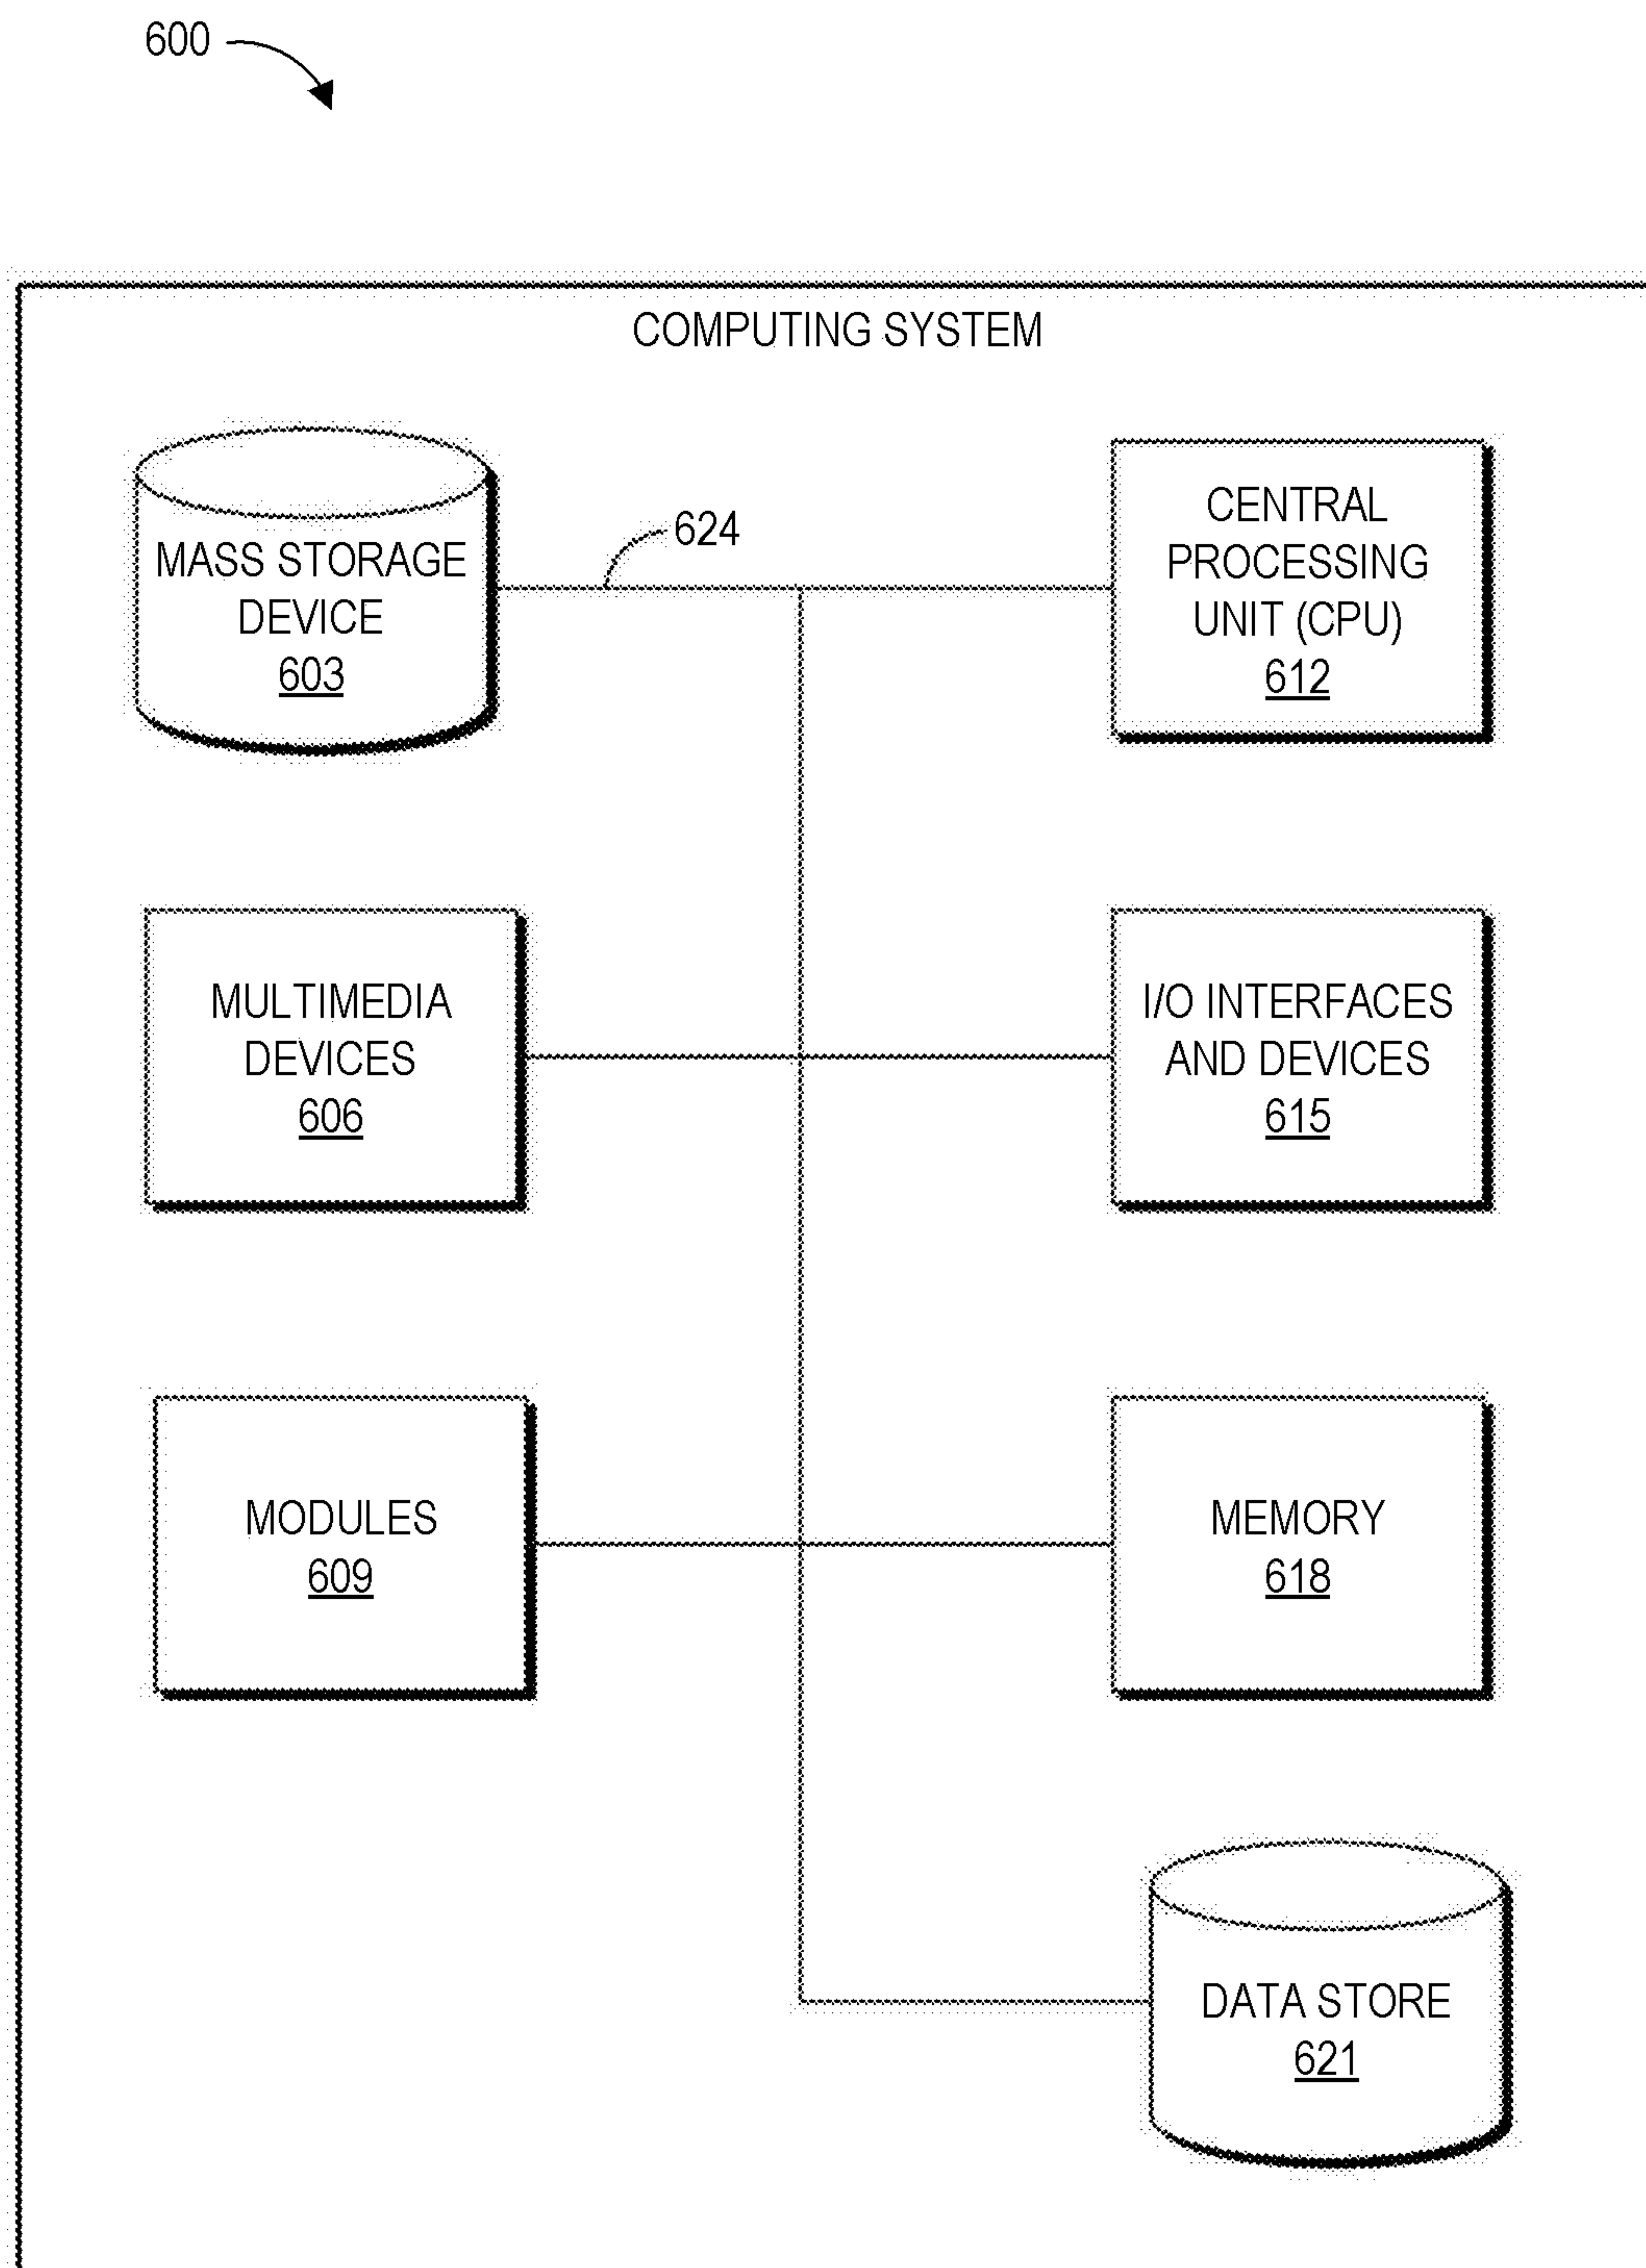 600
COMPUTING SYSTEM
MASS STORAGE
DEVICE
603
624
CENTRAL
PROCESSING
UNIT (CPU)
612
MULTIMEDIA
DEVICES
606
I/O INTERFACES
AND DEVICES
615
MODULES
609
MEMORY
618
DATA STORE
621